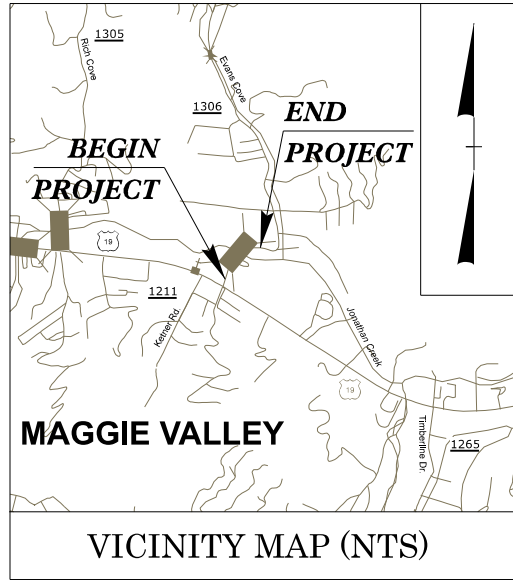 1305
Rich Cove
Evans Cove
1306
END
PROJECT
BEGIN
PROJECT
19
1211
Ketner Rd.
Jonathan Creek
19
Timberline Dr.
MAGGIE VALLEY
1265
VICINITY MAP (NTS)